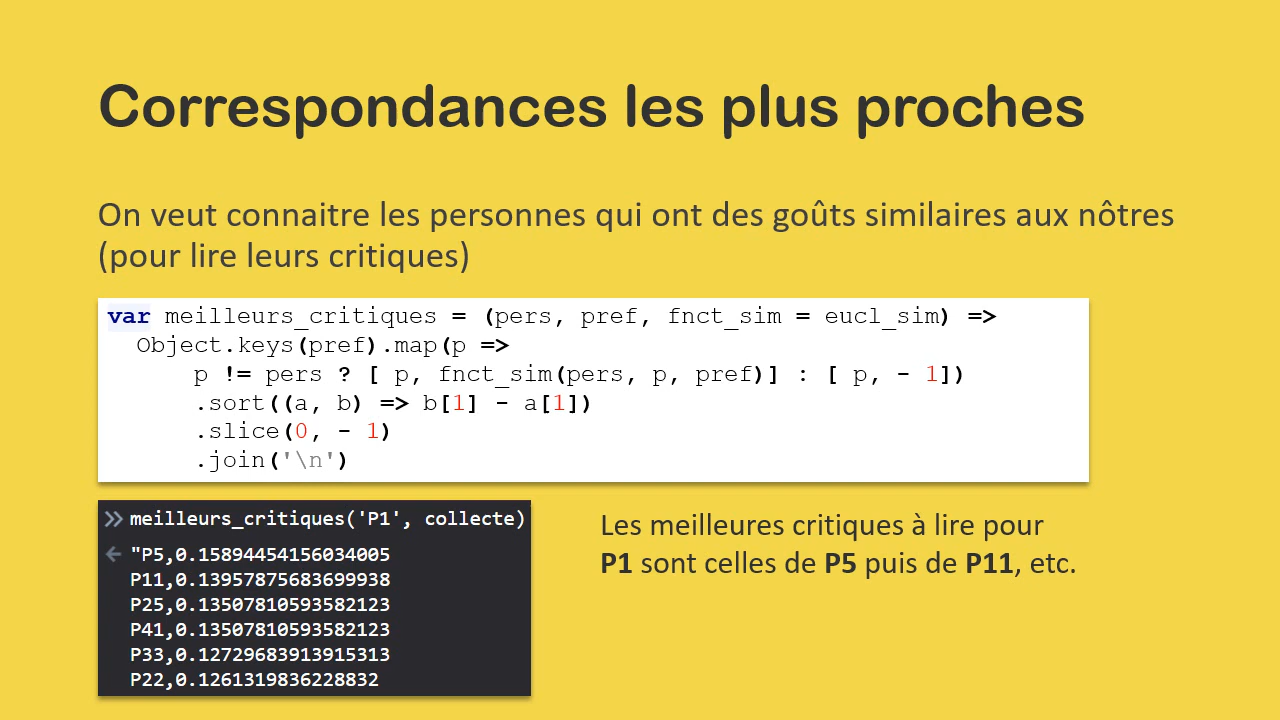 Correspondances les plus proches
On veut connaitre les personnes qui ont des goûts similaires aux nôtres
(pour lire leurs critiques)
var meilleurs_critiques = (pers, pref, fnct_sim = eucl_sim) =>
Object.keys(pref).map(p =>
p != pers ? [ p, fnct_sim(pers, p, pref)] : [ p, - 1])
.sort((a, b) => b[1] - a[1])
.slice(0, - 1)
.join('\n')
meilleurs_critiques('P1', collecte)
"P5,0.15894454156034005
P11,0.13957875683699938
P25,0.13507810593582123
P41,0.13507810593582123
P33,0.12729683913915313
P22,0.1261319836228832
Les meilleures critiques à lire pour
P1 sont celles de P5 puis de P11, etc.